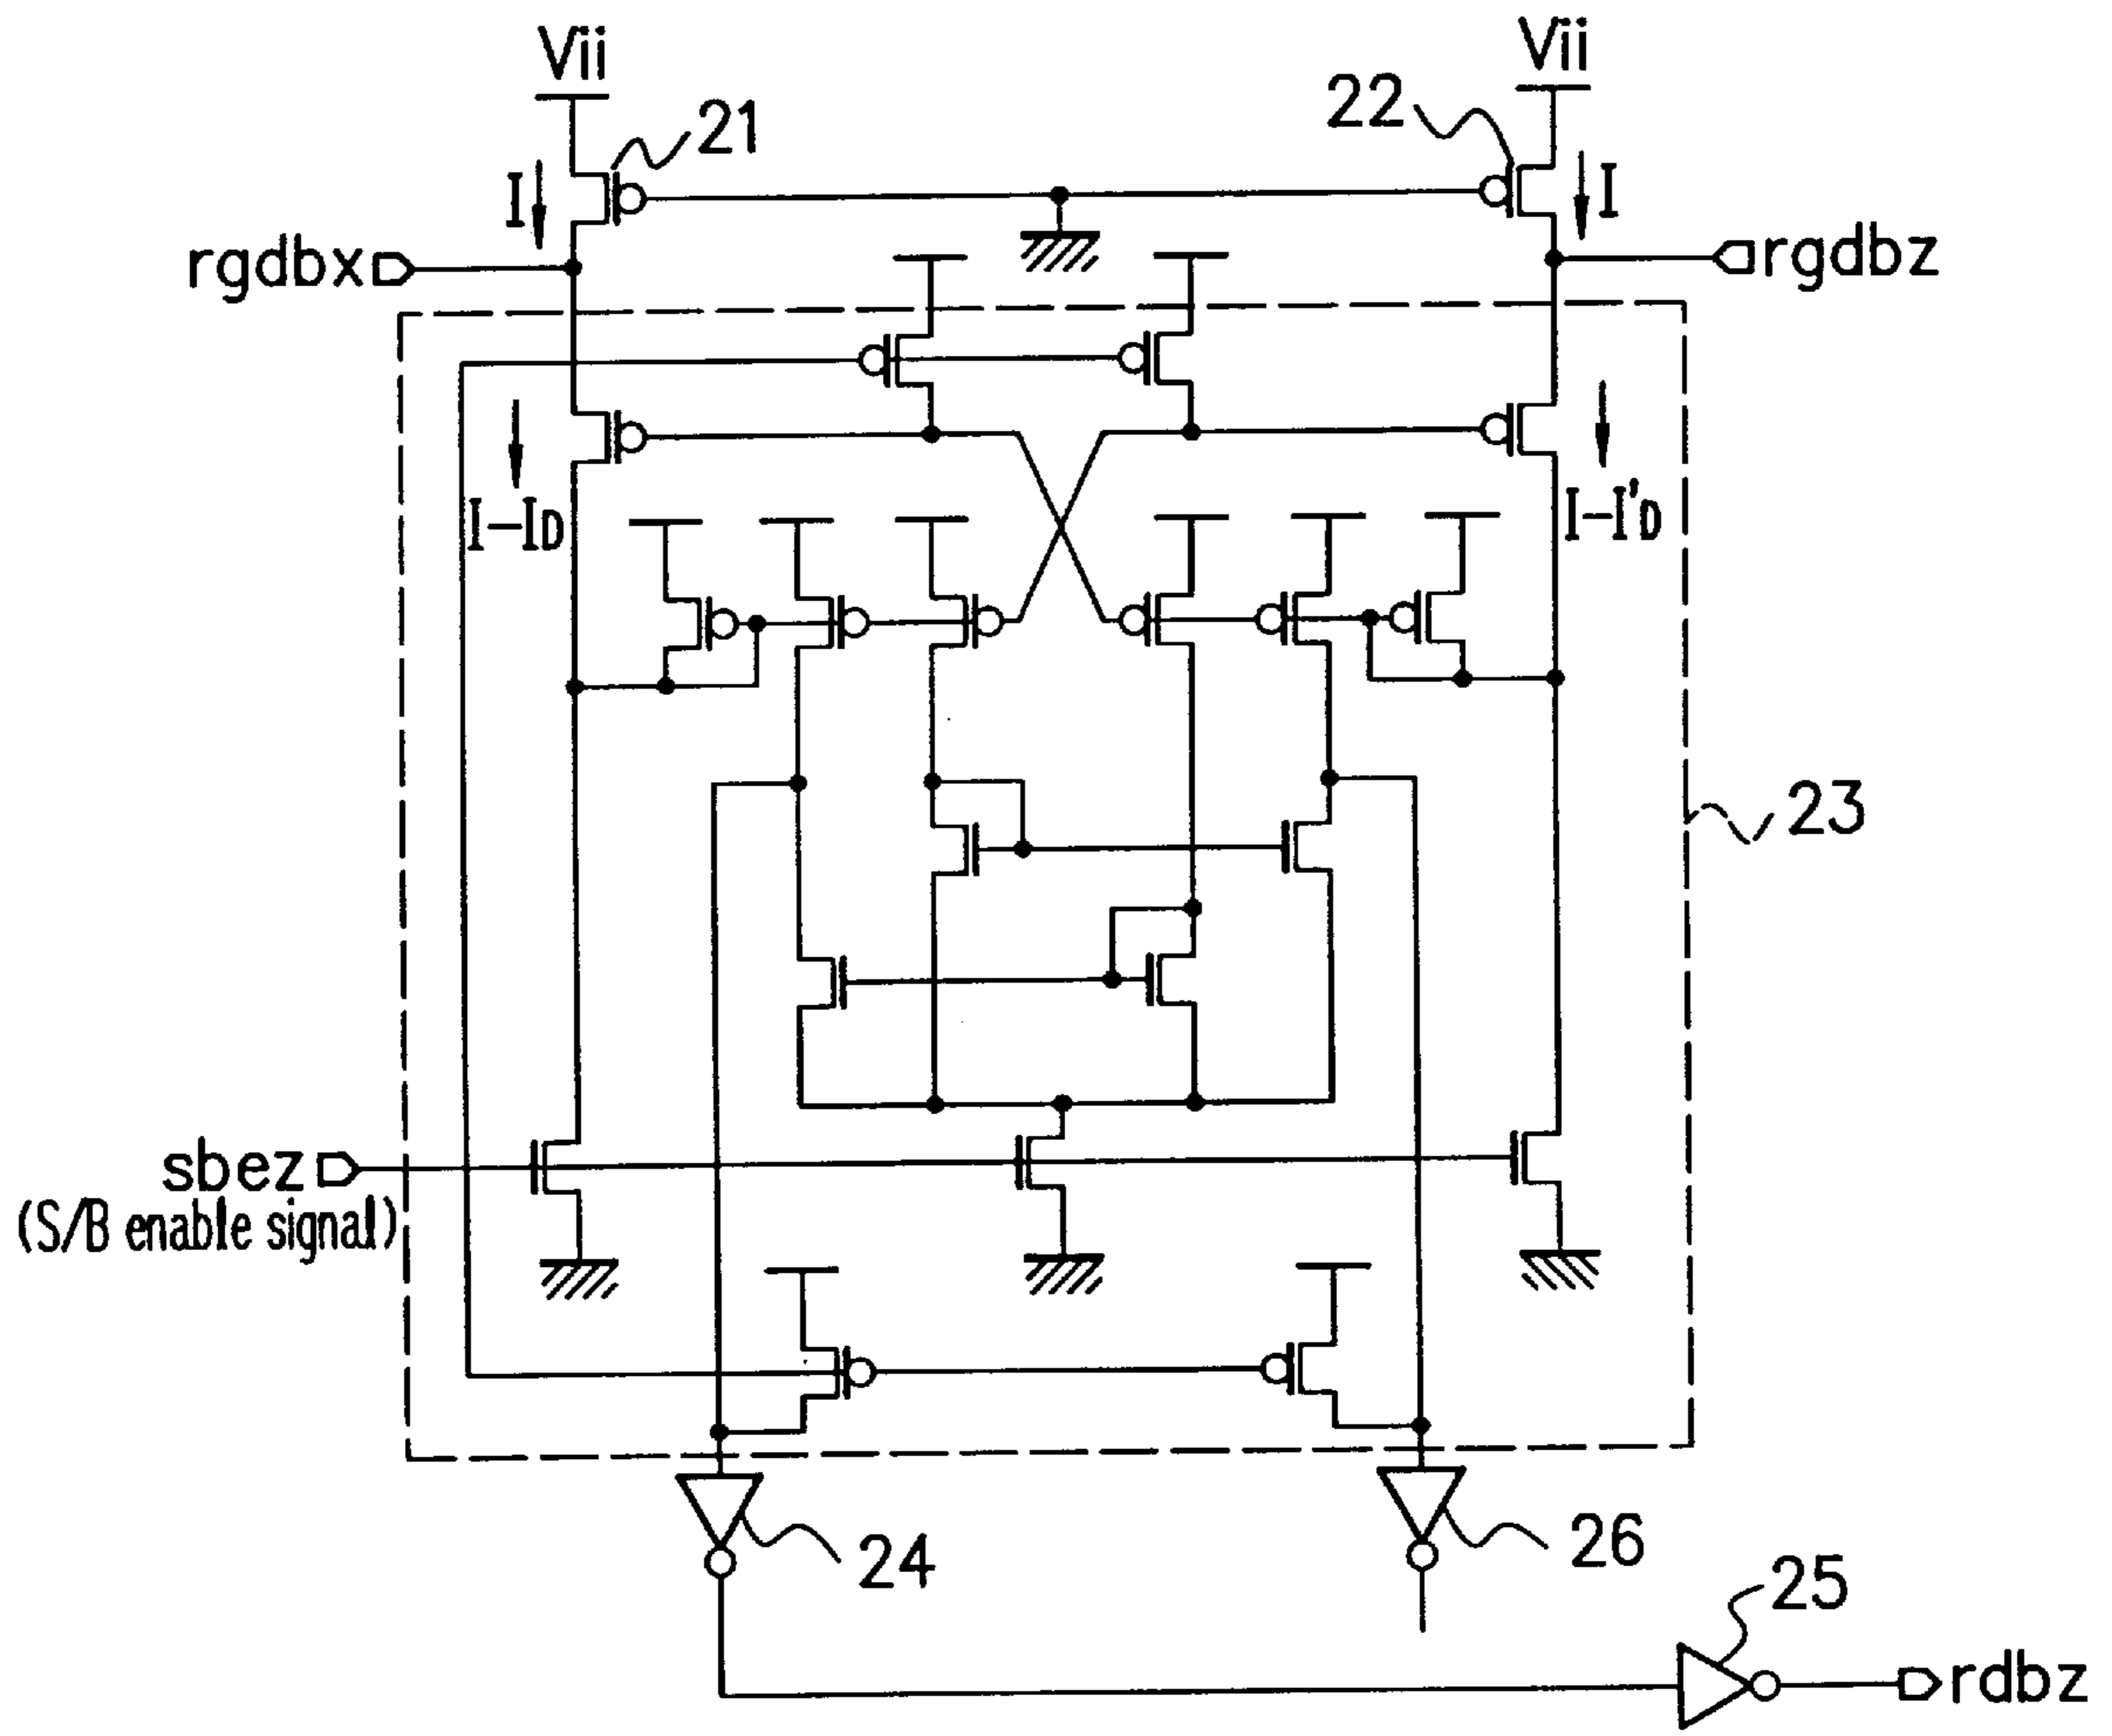 Vii
Vii
21
22
I
I
rgdbx
rgdbz
I-ID
I-I'D
23
sbez
(S/B enable signal)
24
26
25
rdbz